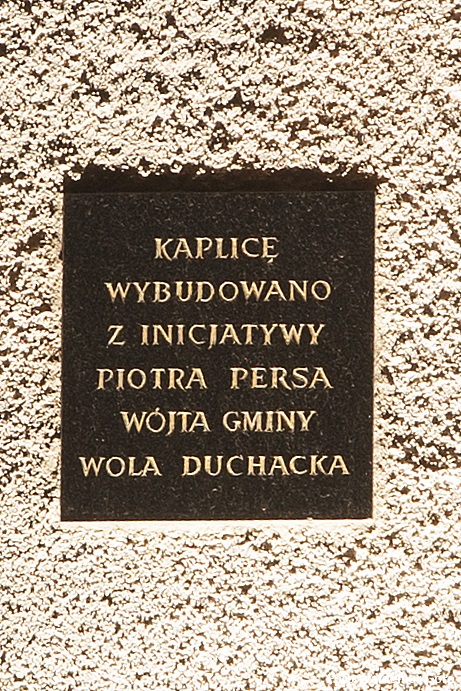 KAPLICĘ
WYBUDOWANO
Z INICJATYWY
PIOTRA PERSA
WÓJTA GMINY
WOLA DUCHACKA